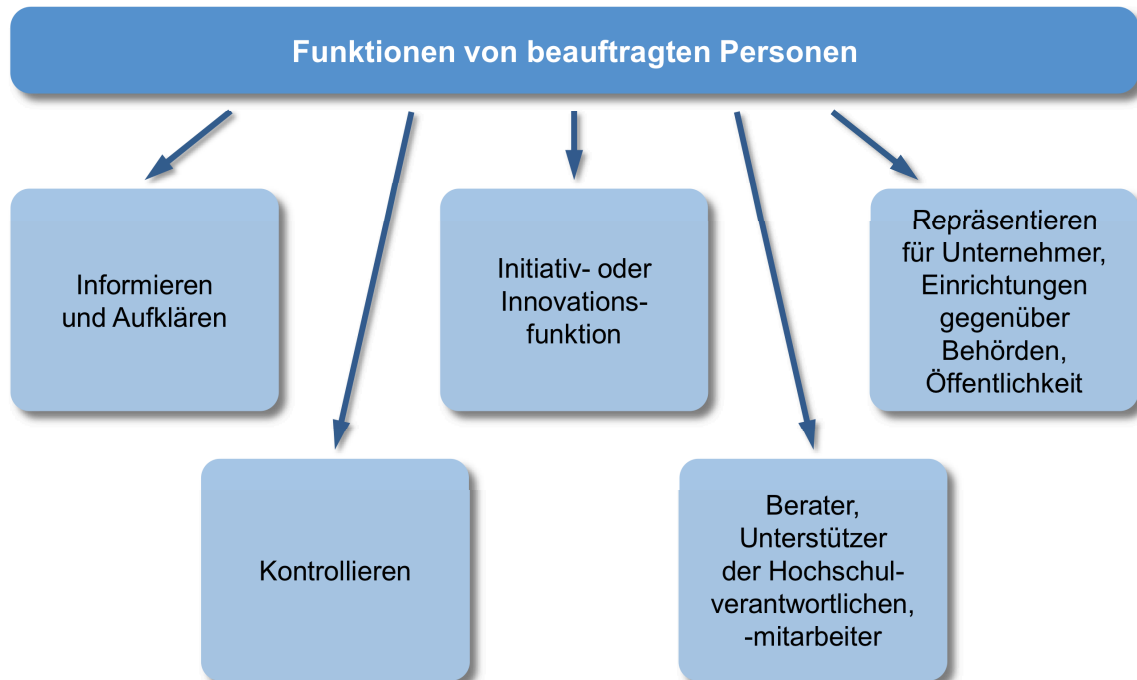 Funktionen von beauftragten Personen
Informieren
und Aufklären
Initiativ- oder
Innovations-
funktion
Repräsentieren
für Unternehmer,
Einrichtungen
gegenüber
Behörden,
Öffentlichkeit
Kontrollieren
Berater,
Unterstützer
der Hochschul-
verantwortlichen,
-mitarbeiter